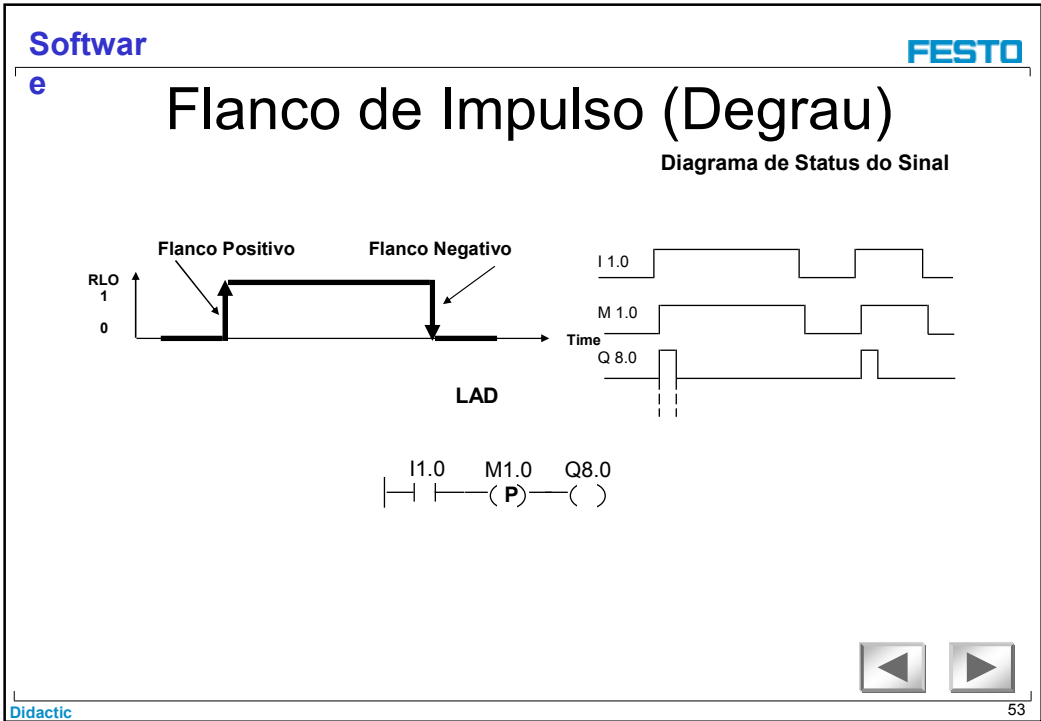 Softwar
e
FESTO
Flanco de Impulso (Degrau)
Diagrama de Status do Sinal
Flanco Positivo
Flanco Negativo
RLO
1
0
Time
I 1.0
M 1.0
Q 8.0
LAD
I1.0 M1.0 Q8.0
( P ) ( )
Didactic
53